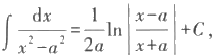 ∫ dx/(x²−a²) = 1/(2a) ln |(x=a)/(x+a)| + C,